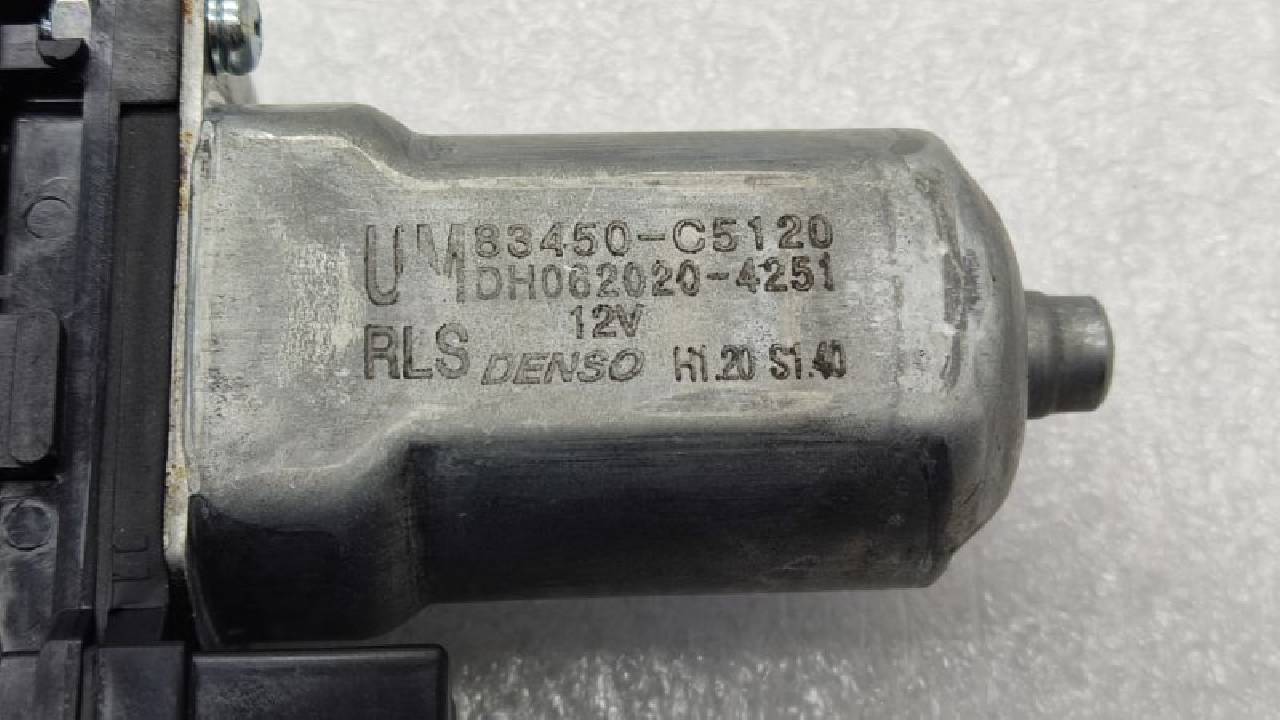 UM 83450-C5120
DH062020-4251
12V
RLS DENSO H1.20 S1.40